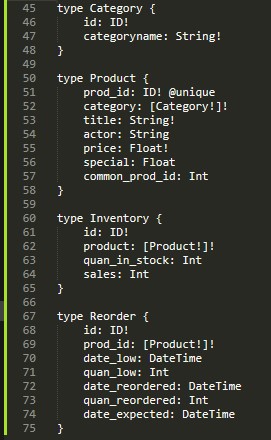 45 type Category {
46 id: ID!
47 categoryname: String!
48 }
49
50 type Product {
51 prod_id: ID! @unique
52 category: [Category!]!
53 title: String!
54 actor: String
55 price: Float!
56 special: Float
57 common_prod_id: Int
58 }
59
60 type Inventory {
61 id: ID!
62 product: [Product!]!
63 quan_in_stock: Int
64 sales: Int
65 }
66
67 type Reorder {
68 id: ID!
69 prod_id: [Product!]!
70 date_low: DateTime
71 quan_low: Int
72 date_reordered: DateTime
73 quan_reordered: Int
74 date_expected: DateTime
75 }